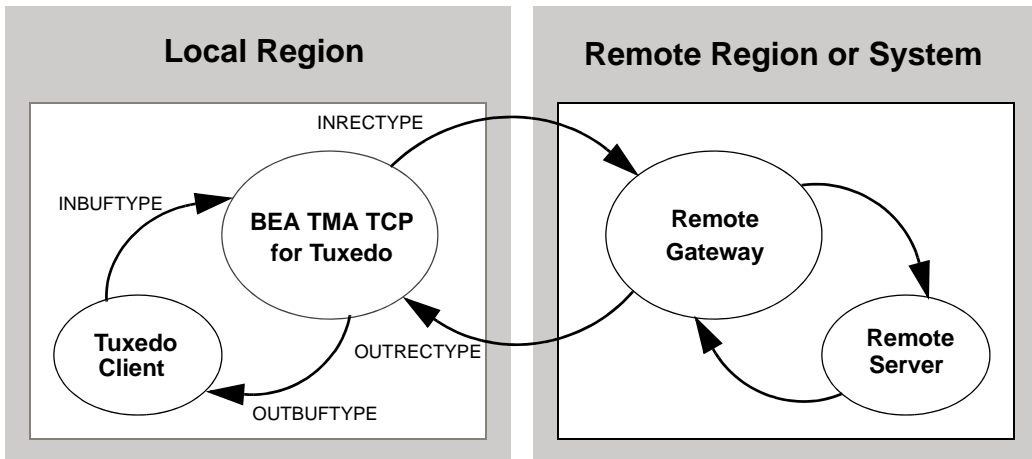 Local Region
Remote Region or System
INRECTYPE
INBUFTYPE
BEA TMA TCP
for Tuxedo
Remote
Gateway
Tuxedo
Client
OUTRECTYPE
Remote
Server
OUTBUFTYPE